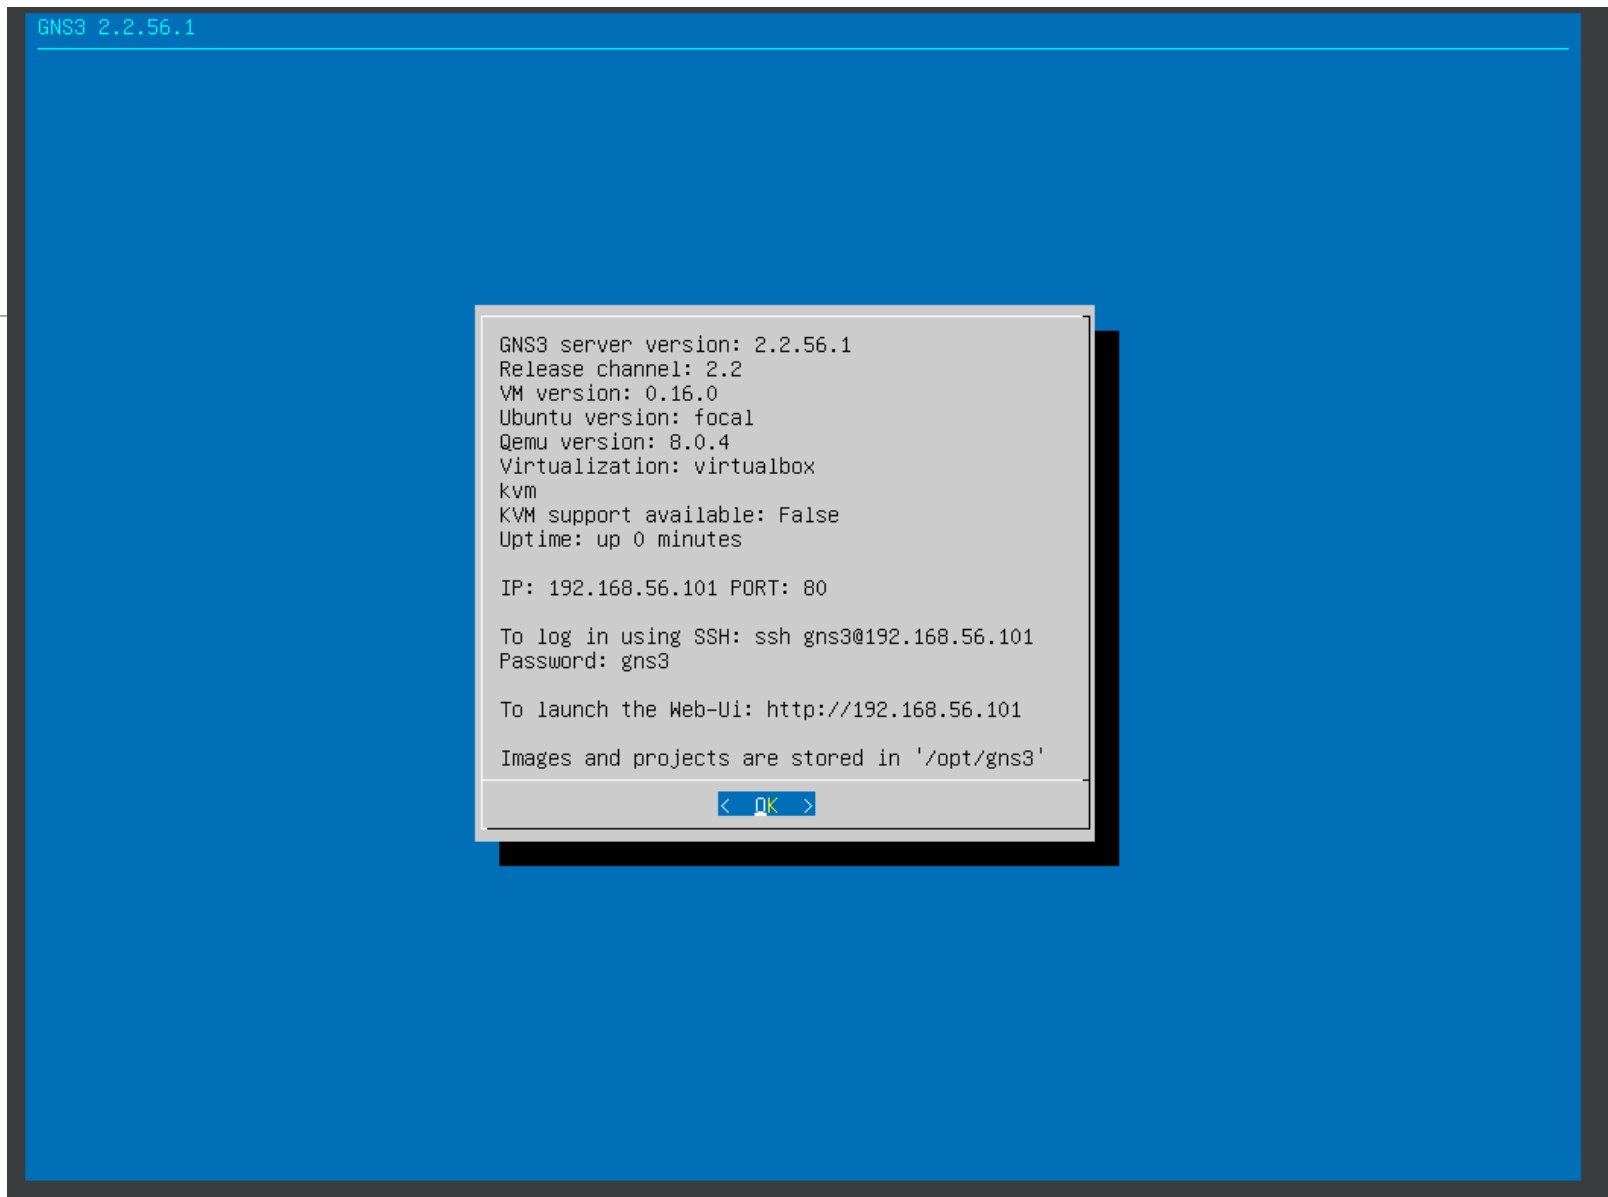 GNS3 2.2.56.1
GNS3 server version: 2.2.56.1
Release channel: 2.2
VM version: 0.16.0
Ubuntu version: focal
Qemu version: 8.0.4
Virtualization: virtualbox
kvm
KVM support available: False
Uptime: up 0 minutes
IP: 192.168.56.101 PORT: 80
To log in using SSH: ssh gns3@192.168.56.101
Password: gns3
To launch the Web-Ui: http://192.168.56.101
Images and projects are stored in '/opt/gns3'
< OK >